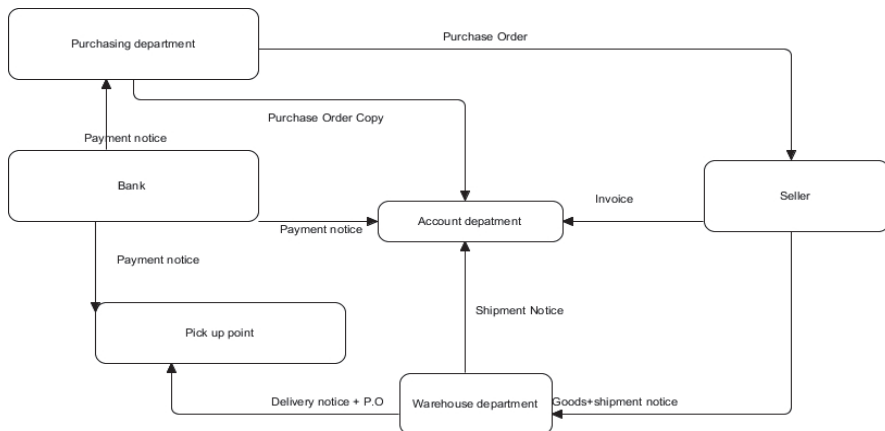 Purchase Order
Purchasing department
Purchase Order Copy
Payment notice
Bank
Seller
Invoice
Account depatment
Payment notice
Payment notice
Shipment Notice
Pick up point
Delivery notice + P.O
Warehouse department
Goods+shipment notice